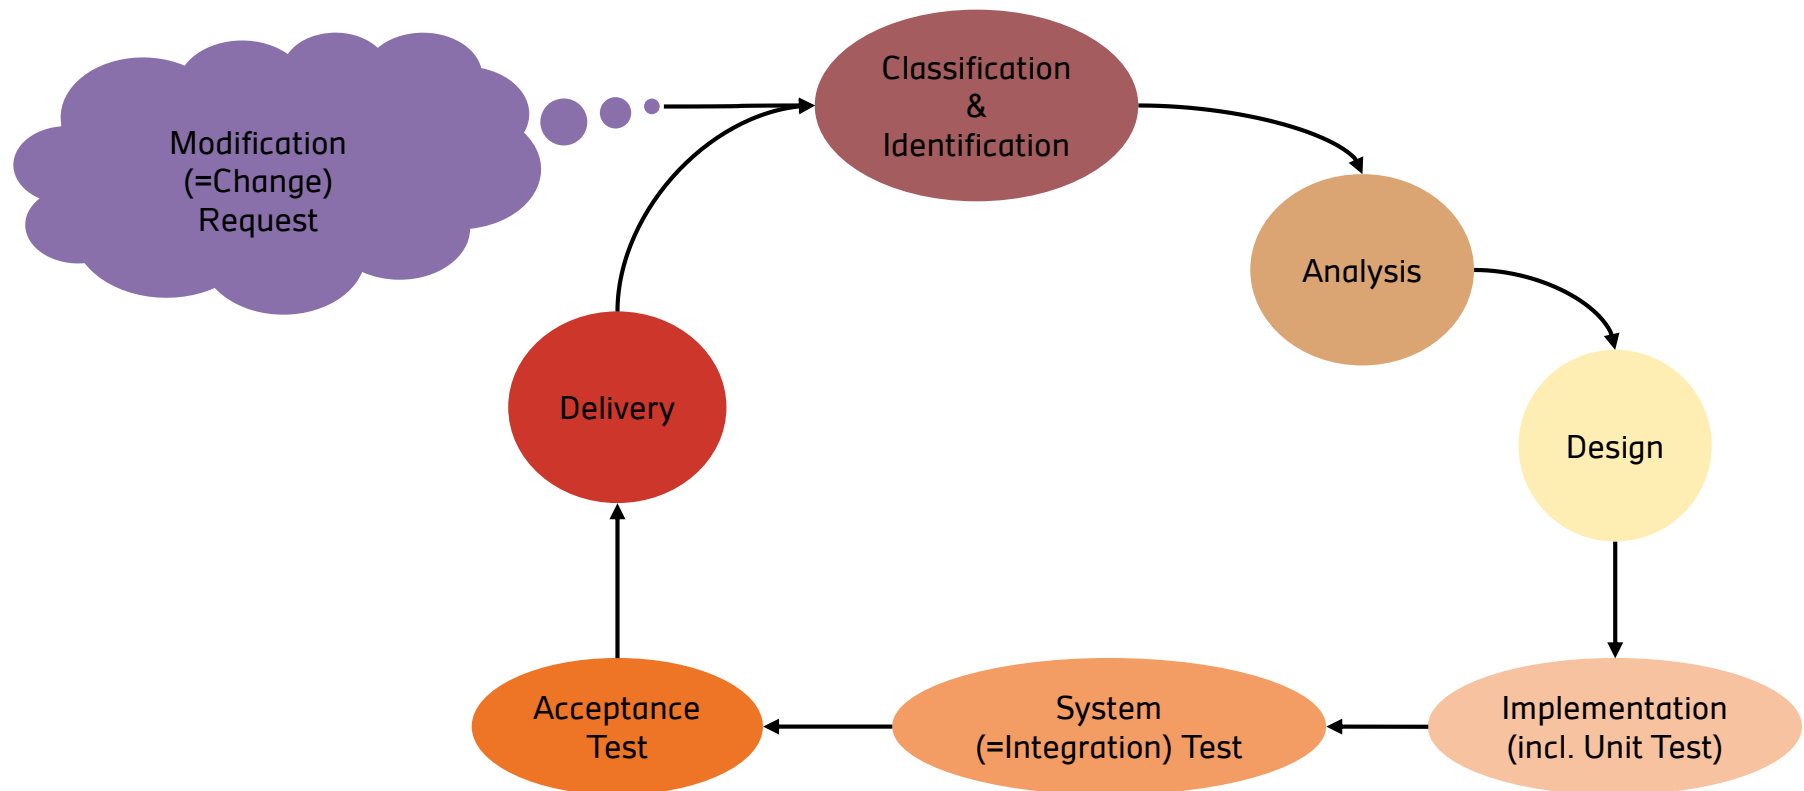 Modification
(=Change)
Request
Classification
&
Identification
Analysis
Design
Implementation
(incl. Unit Test)
System
(=Integration) Test
Acceptance
Test
Delivery